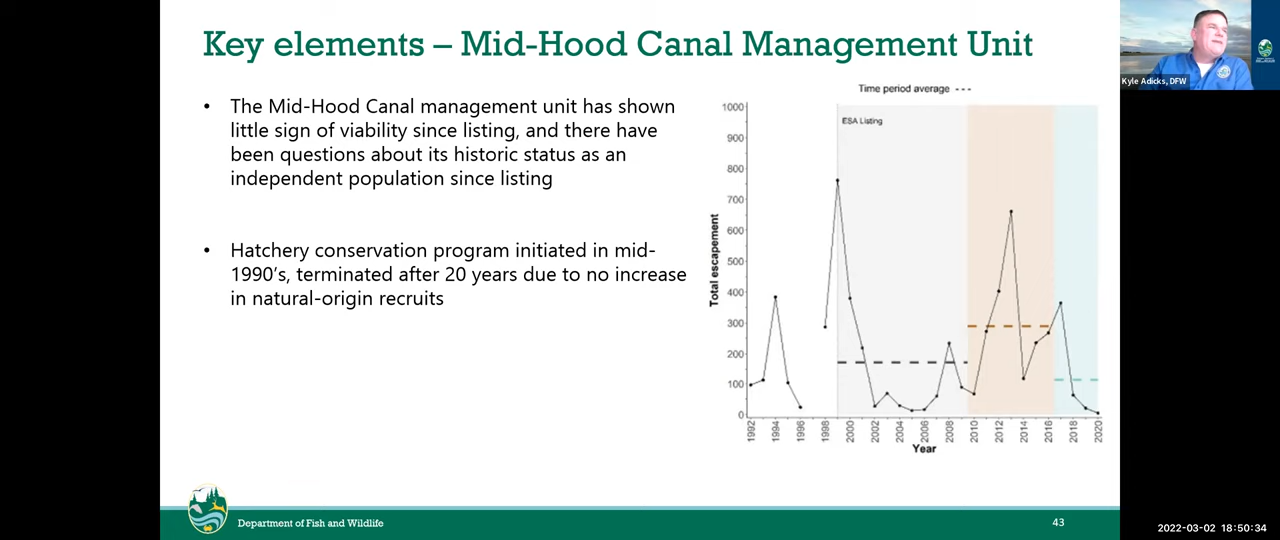 Key elements – Mid-Hood Canal Management Unit
• The Mid-Hood Canal management unit has shown
little sign of viability since listing, and there have
been questions about its historic status as an
independent population since listing
• Hatchery conservation program initiated in mid-
1990's, terminated after 20 years due to no increase
in natural-origin recruits
Time period average
ESA Listing
Total escapement
1000
900
800
700
600
500
400
300
200
100
0
1992
1994
1996
1998
2000
2002
2004
2006
2008
2010
2012
2014
2016
2018
2020
Year
Department of Fish and Wildlife
43
Kyle Adicks, DFW
2022-03-02 18:50:34